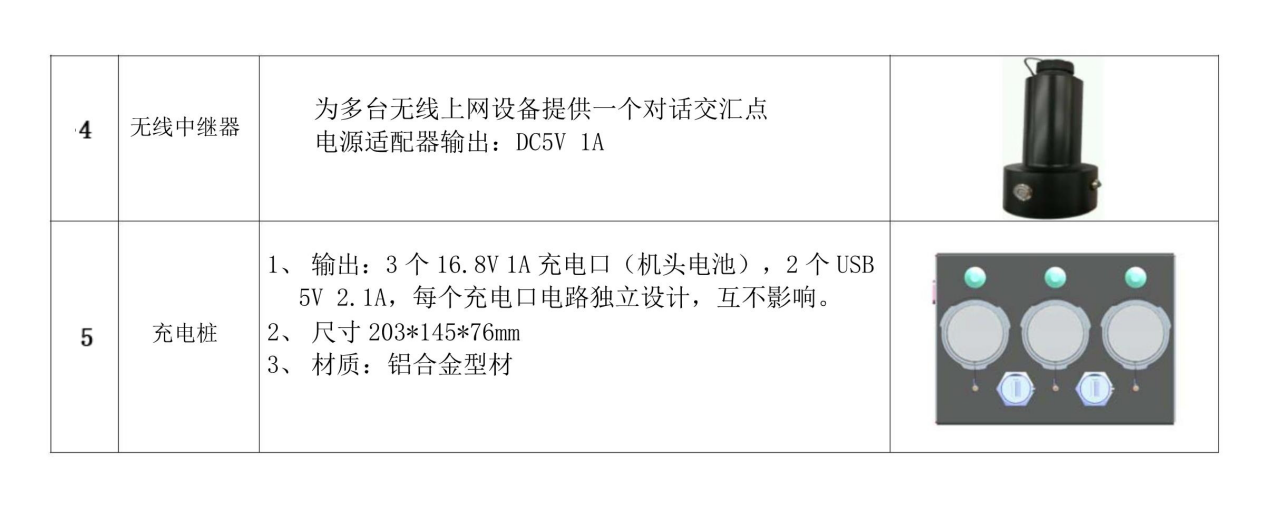 4
无线中继器
为多台无线上网设备提供一个对话交汇点
电源适配器输出：DC5V 1A
5
充电桩
1、 输出：3 个 16.8V 1A 充电口（机头电池），2 个 USB
5V 2.1A，每个充电口电路独立设计，互不影响。
2、 尺寸 203*145*76mm
3、 材质：铝合金型材